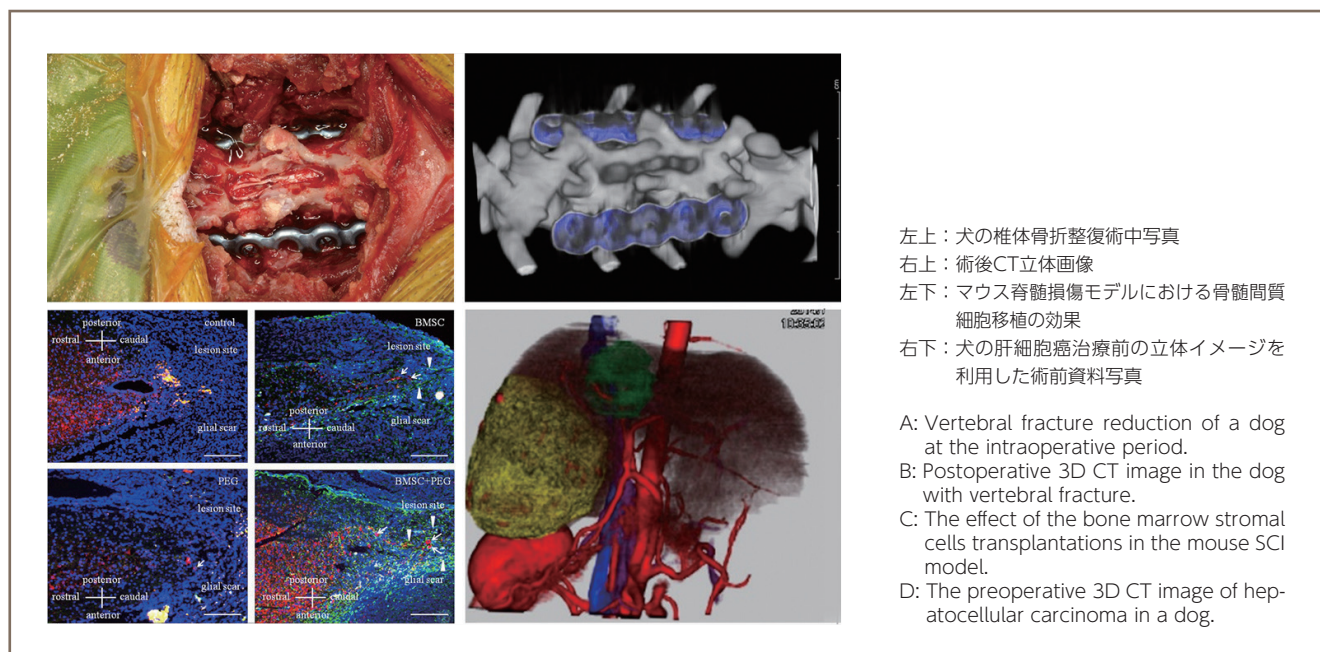 posterior
control
rostral
caudal
lesion site
anterior
glial scar
BMSC
lesion site
posterior
glial scar
rostral
caudal
anterior
PEG
lesion site
posterior
glial scar
rostral
caudal
anterior
BMSC+PEG
lesion site
posterior
glial scar
rostral
caudal
anterior
左上：犬の椎体骨折整復術中写真
右上：術後CT立体画像
左下：マウス脊髄損傷モデルにおける骨髄間質
細胞移植の効果
右下：犬の肝細胞癌治療前の立体イメージを
利用した術前資料写真
A: Vertebral fracture reduction of a dog
at the intraoperative period.
B: Postoperative 3D CT image in the dog
with vertebral fracture.
C: The effect of the bone marrow stromal
cells transplantations in the mouse SCI
model.
D: The preoperative 3D CT image of hep-
atocellular carcinoma in a dog.